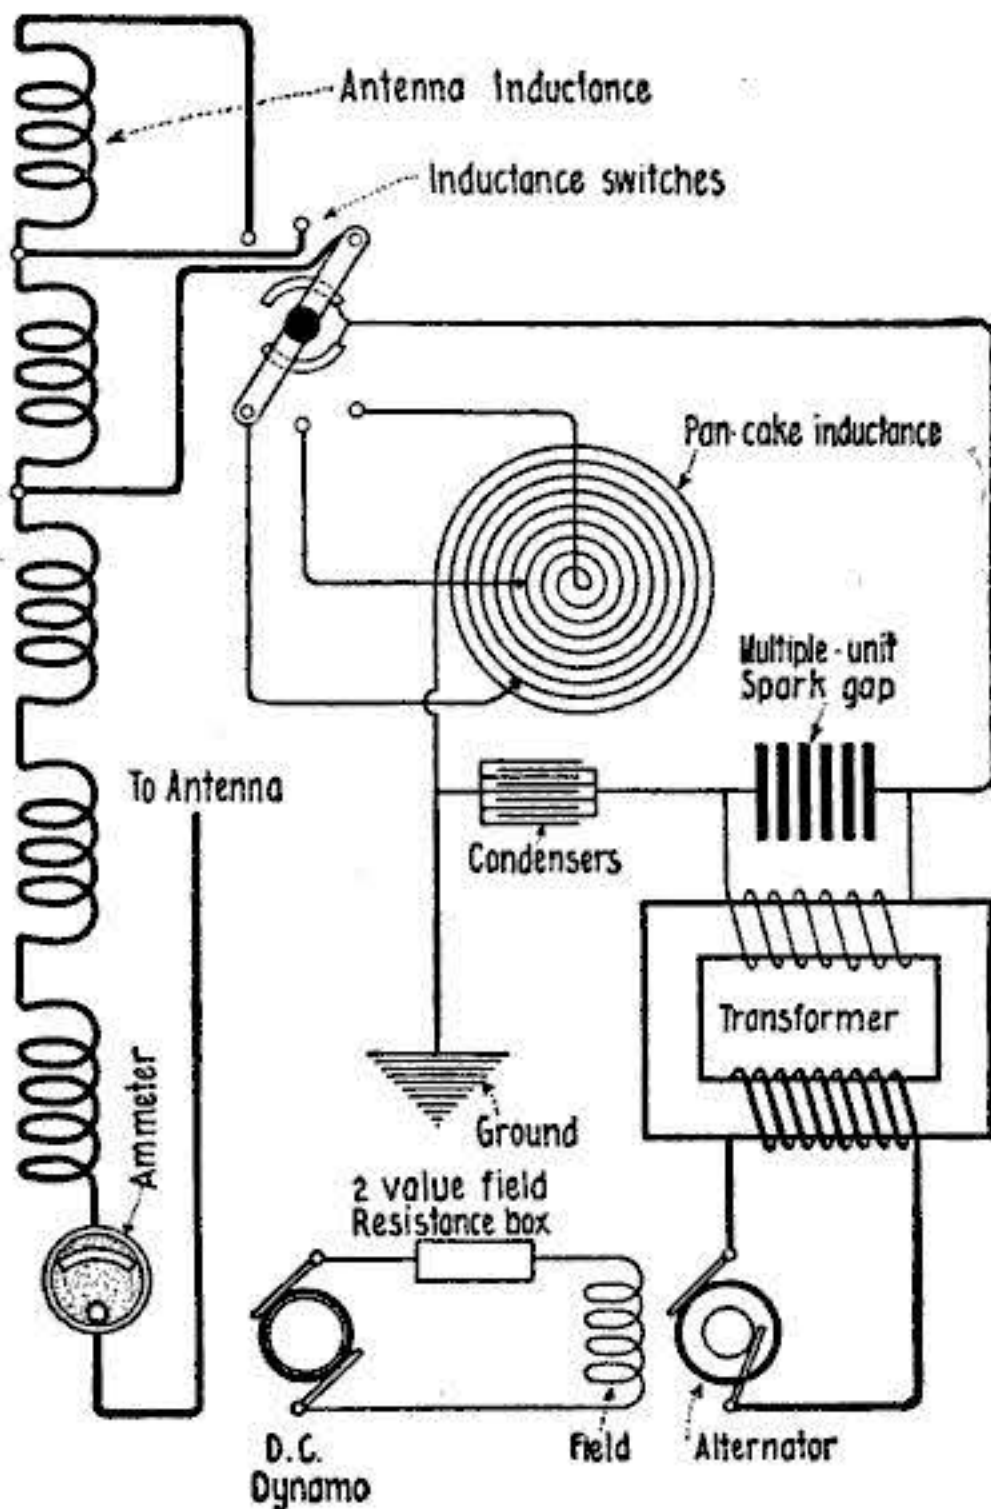 Antenna Inductance
Inductance switches
Pan-cake inductance
Multiple-unit
Spark gap
To Antenna
Condensers
Transformer
Ammeter
Ground
2 value field
Resistance box
D.C.
Dynamo
Field
Alternator